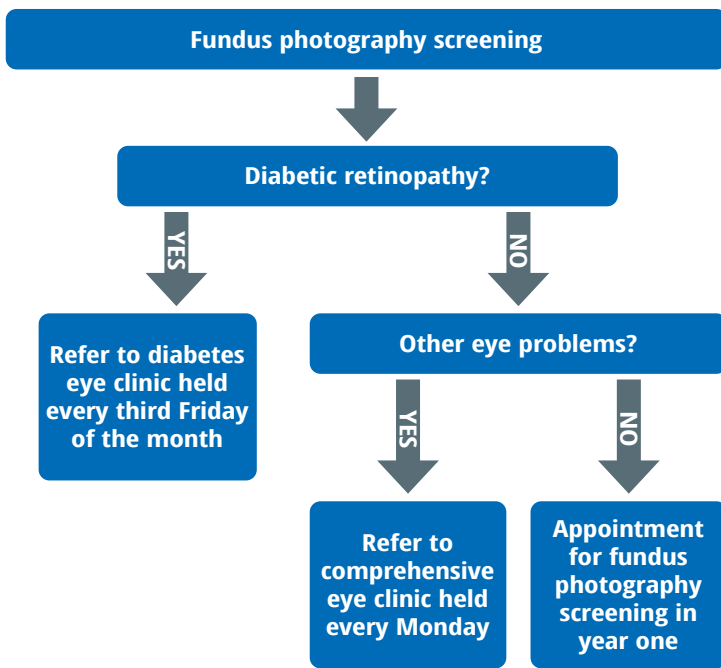 Fundus photography screening
Diabetic retinopathy?
YES
NO
Refer to diabetes
eye clinic held
every third Friday
of the month
Other eye problems?
YES
NO
Refer to
comprehensive
eye clinic held
every Monday
Appointment
for fundus
photography
screening in
year one